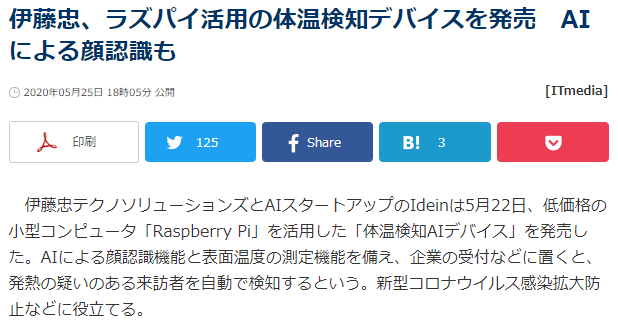 伊藤忠、ラズパイ活用の体温検知デバイスを発売　AI
による顔認識も
2020年05月25日 18時05分 公開
[ITmedia]
印刷
125
Share
B! 3
　伊藤忠テクノソリューションズとAIスタートアップのIdeinは5月22日、低価格の
小型コンピュータ「Raspberry Pi」を活用した「体温検知AIデバイス」を発売し
た。AIによる顔認識機能と表面温度の測定機能を備え、企業の受付などに置くと、
発熱の疑いのある来訪者を自動で検知するという。新型コロナウイルス感染拡大防
止などに役立てる。